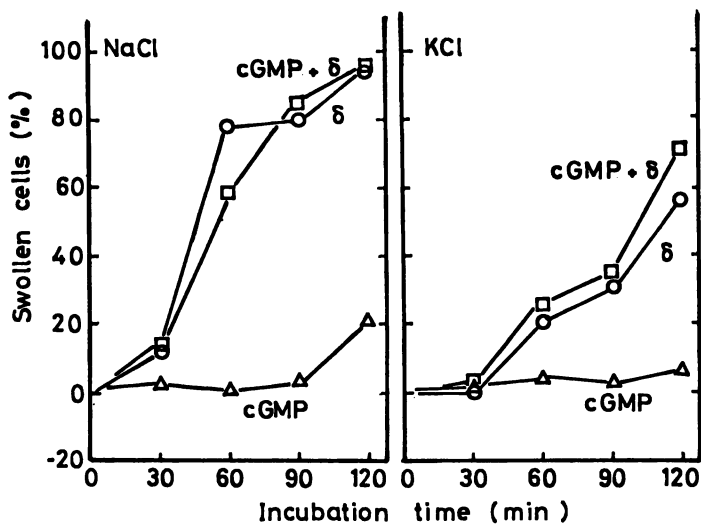 100
NaCl
KCl
cGMP + δ
80
δ
60
cGMP + δ
40
δ
20
0
cGMP
cGMP
-20
0 30 60 90 120 0 30 60 90 120
Incubation time (min)
Swollen cells (%)